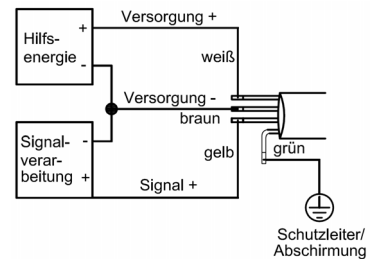 Versorgung +
Hilfs-
energie
+
-
weiß
Versorgung -
braun
Signal-
verar-
beitung
-
+
gelb
grün
Signal +
Schutzleiter/
Abschirmung